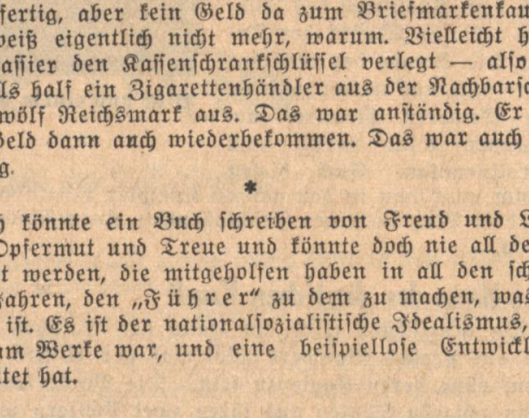 fertig, aber kein Geld da zum Briefmarkenkau
weiß eigentlich nicht mehr, warum. Vielleicht h
assier den Kassenschrankschlüssel verlegt — also
ls half ein Zigarettenhändler aus der Nachbarsc
wölf Reichsmark aus. Das war anständig. Er
Geld dann auch wiederbekommen. Das war auch
g.
*
h könnte ein Buch schreiben von Freud und L
Opfermut und Treue und könnte doch nie all de
t werden, die mitgeholfen haben in all den sch
Jahren, den „Führer“ zu dem zu machen, was
ist. Es ist der nationalsozialistische Idealismus,
am Werke war, und eine beispiellose Entwickl
tet hat.